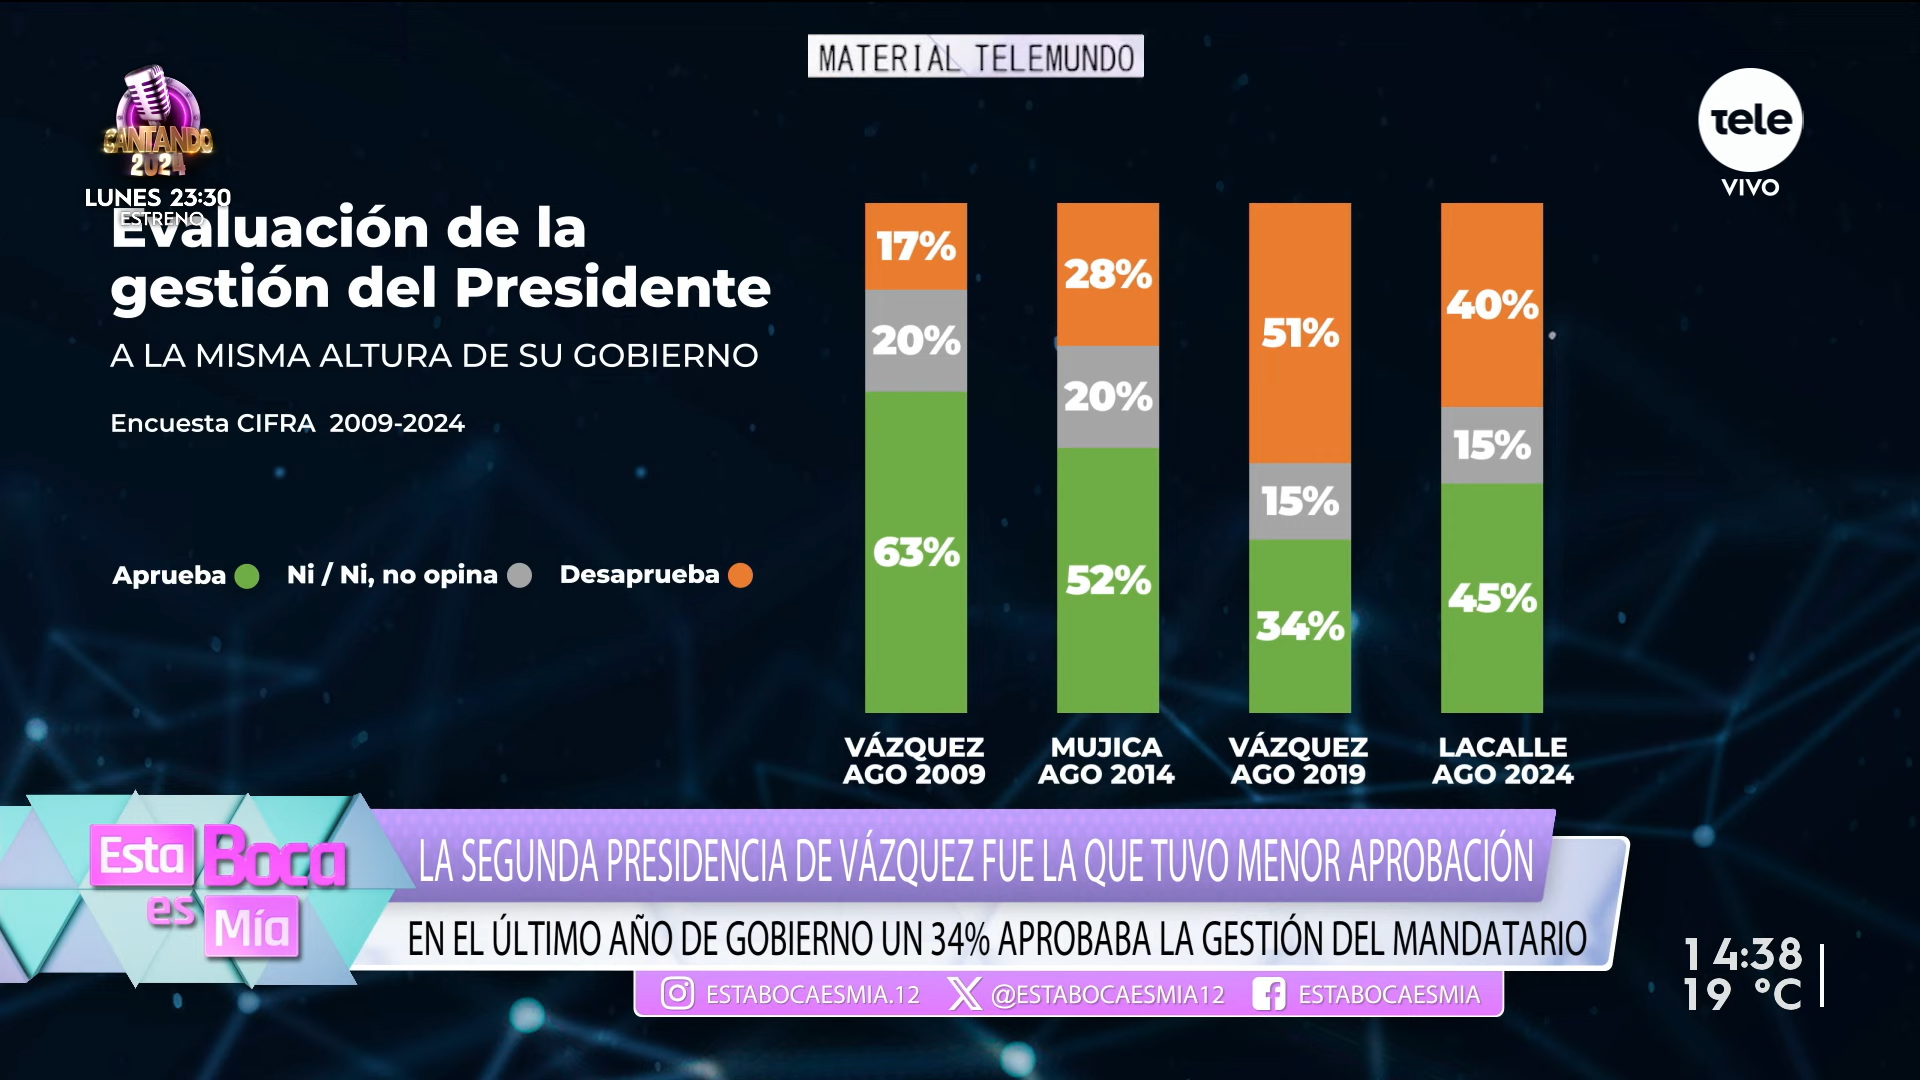 MATERIAL TELEMUNDO
CANTANDO
2024
LUNES 23:30
ESTRENO
tele
VIVO
Evaluación de la
gestión del Presidente
A LA MISMA ALTURA DE SU GOBIERNO
Encuesta CIFRA 2009-2024
Aprueba Ni / Ni, no opina Desaprueba
17% 28% 51% 40%
20% 20% 15% 15%
63% 52% 34% 45%
VÁZQUEZ MUJICA VÁZQUEZ LACALLE
AGO 2009 AGO 2014 AGO 2019 AGO 2024
Esta Boca
es Mía
LA SEGUNDA PRESIDENCIA DE VÁZQUEZ FUE LA QUE TUVO MENOR APROBACIÓN
EN EL ÚLTIMO AÑO DE GOBIERNO UN 34% APROBABA LA GESTIÓN DEL MANDATARIO
ESTABOCAESMIA.12 @ESTABOCAESMIA12 ESTABOCAESMIA
14:38
19 °C